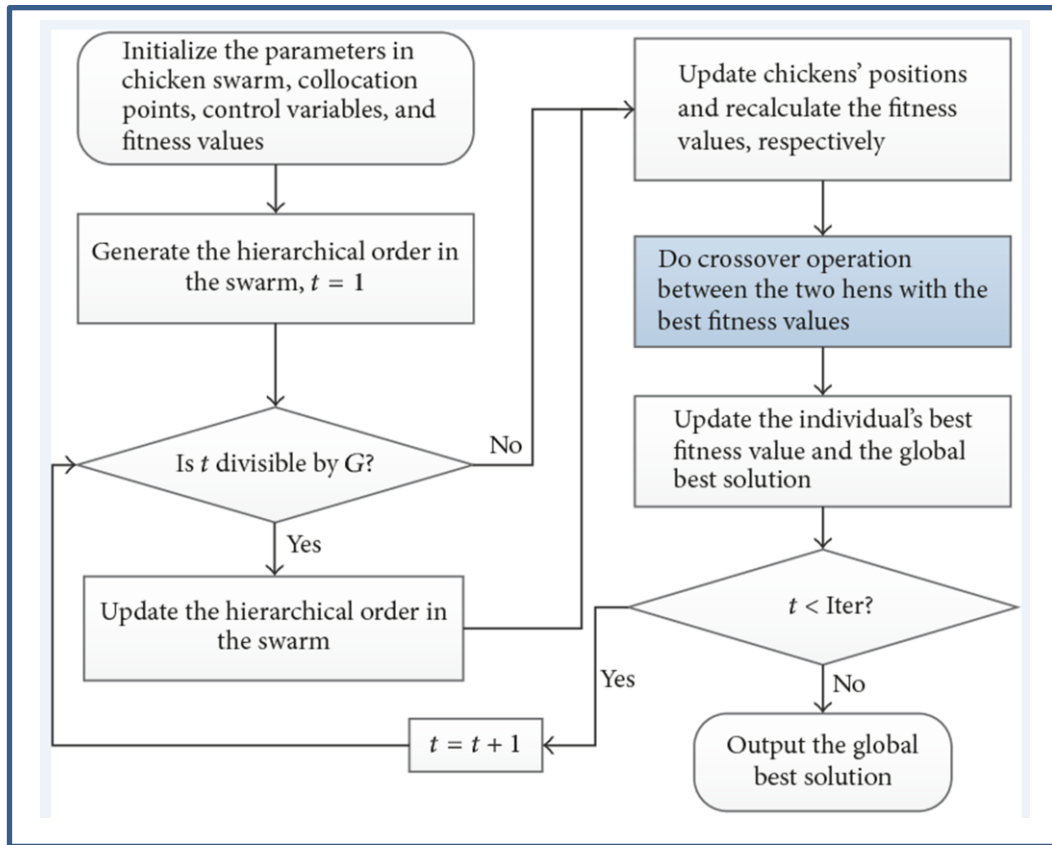 Initialize the parameters in
chicken swarm, collocation
points, control variables, and
fitness values
Generate the hierarchical order in
the swarm, t = 1
Is t divisible by G?
No
Yes
Update the hierarchical order in
the swarm
t = t + 1
Update chickens' positions
and recalculate the fitness
values, respectively
Do crossover operation
between the two hens with the
best fitness values
Update the individual's best
fitness value and the global
best solution
t < Iter?
Yes
No
Output the global
best solution